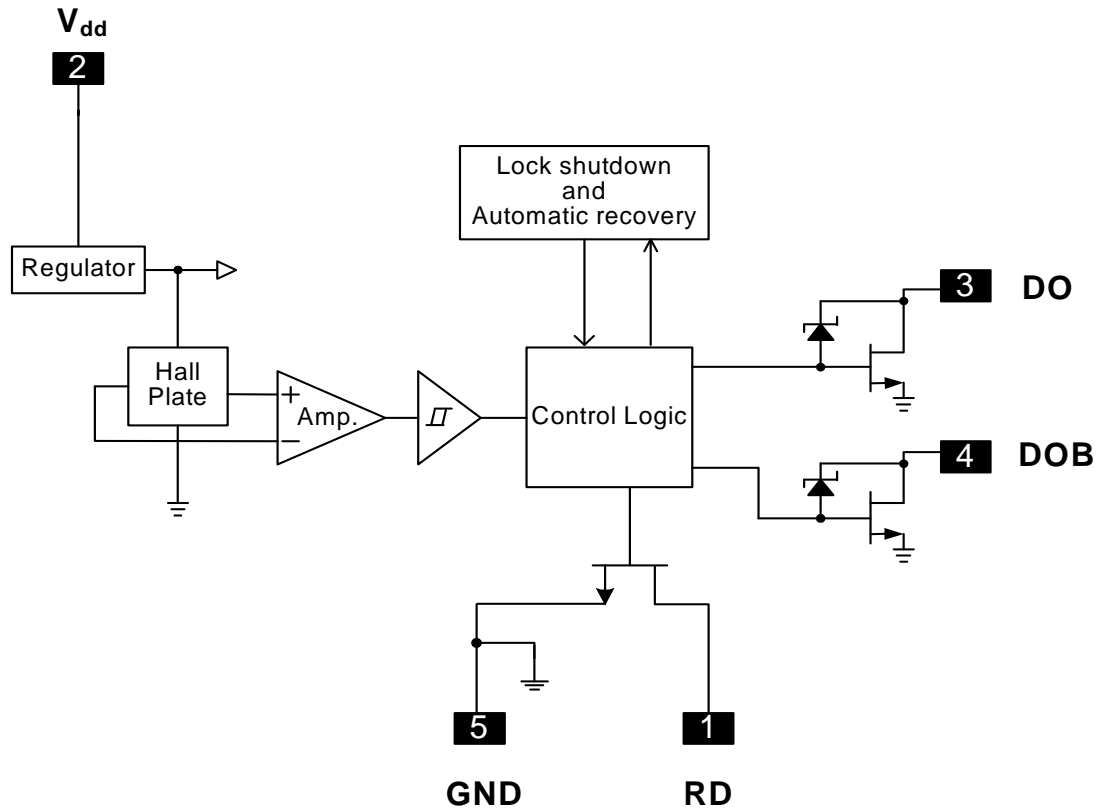 Vdd
2
Lock shutdown
and
Automatic recovery
Regulator
3 DO
Hall
Plate
+
Amp.
−
Control Logic
4 DOB
5
1
GND
RD